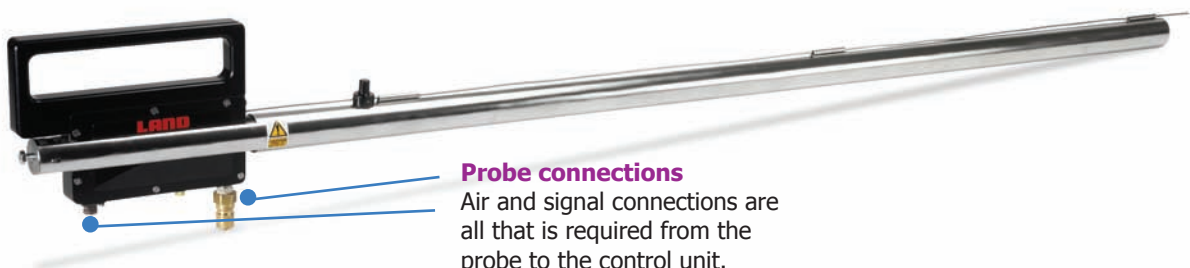 LAND
Probe connections
Air and signal connections are
all that is required from the
probe to the control unit.